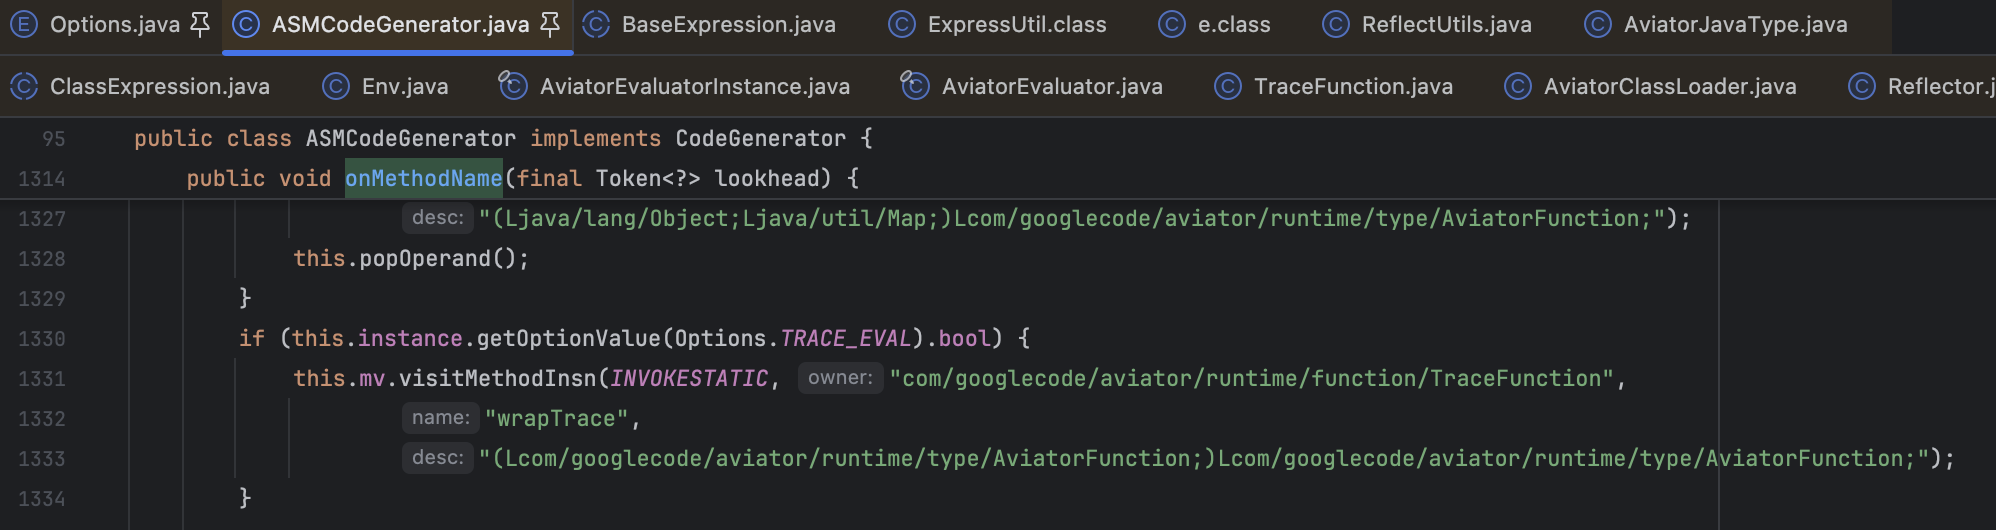 Options.java ASMCodeGenerator.java BaseExpression.java ExpressUtil.class e.class ReflectUtils.java AviatorJavaType.java
ClassExpression.java Env.java AviatorEvaluatorInstance.java AviatorEvaluator.java TraceFunction.java AviatorClassLoader.java Reflector.j
95 public class ASMCodeGenerator implements CodeGenerator {
1314 public void onMethodName(final Token<?> lookhead) {
1327 desc: "(Ljava/lang/Object;Ljava/util/Map;)Lcom/googlecode/aviator/runtime/type/AviatorFunction;");
1328 this.popOperand();
1329 }
1330 if (this.instance.getOptionValue(Options.TRACE_EVAL).bool) {
1331 this.mv.visitMethodInsn(INVOKESTATIC, owner: "com/googlecode/aviator/runtime/function/TraceFunction",
1332 name: "wrapTrace",
1333 desc: "(Lcom/googlecode/aviator/runtime/type/AviatorFunction;)Lcom/googlecode/aviator/runtime/type/AviatorFunction;");
1334 }